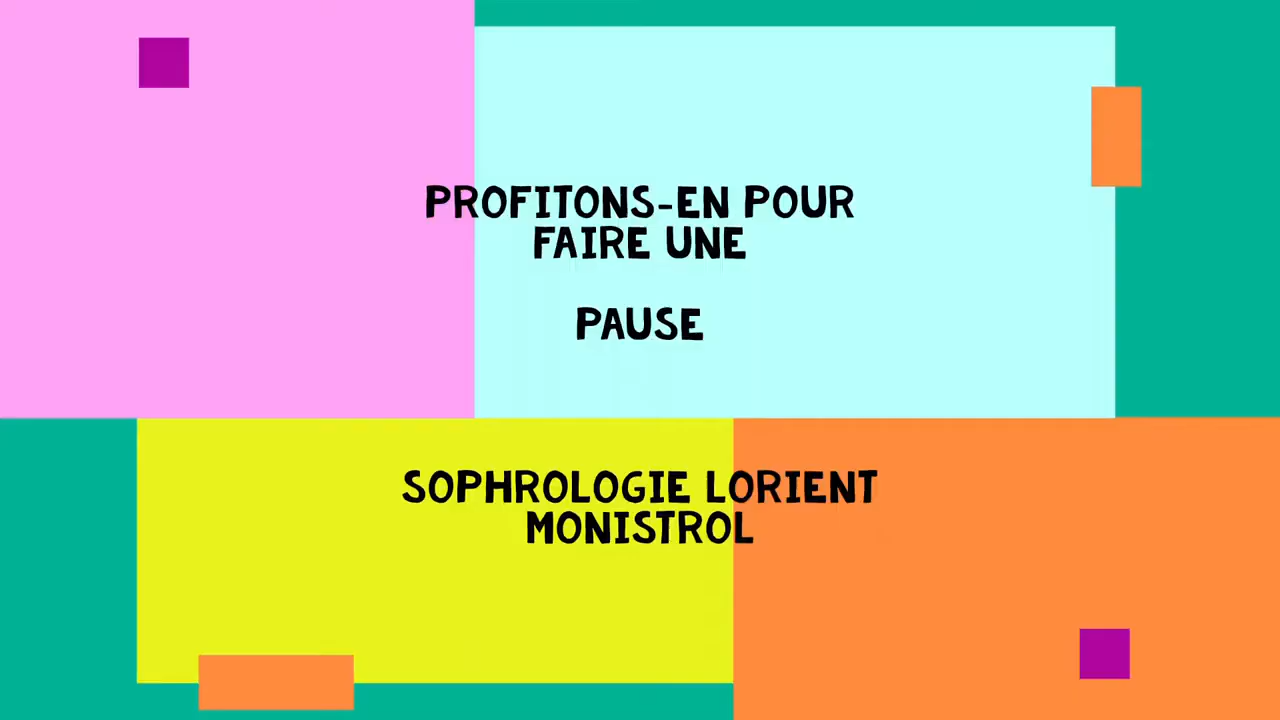 PROFITONS-EN POUR
FAIRE UNE
PAUSE
SOPHROLOGIE LORIENT
MONISTROL